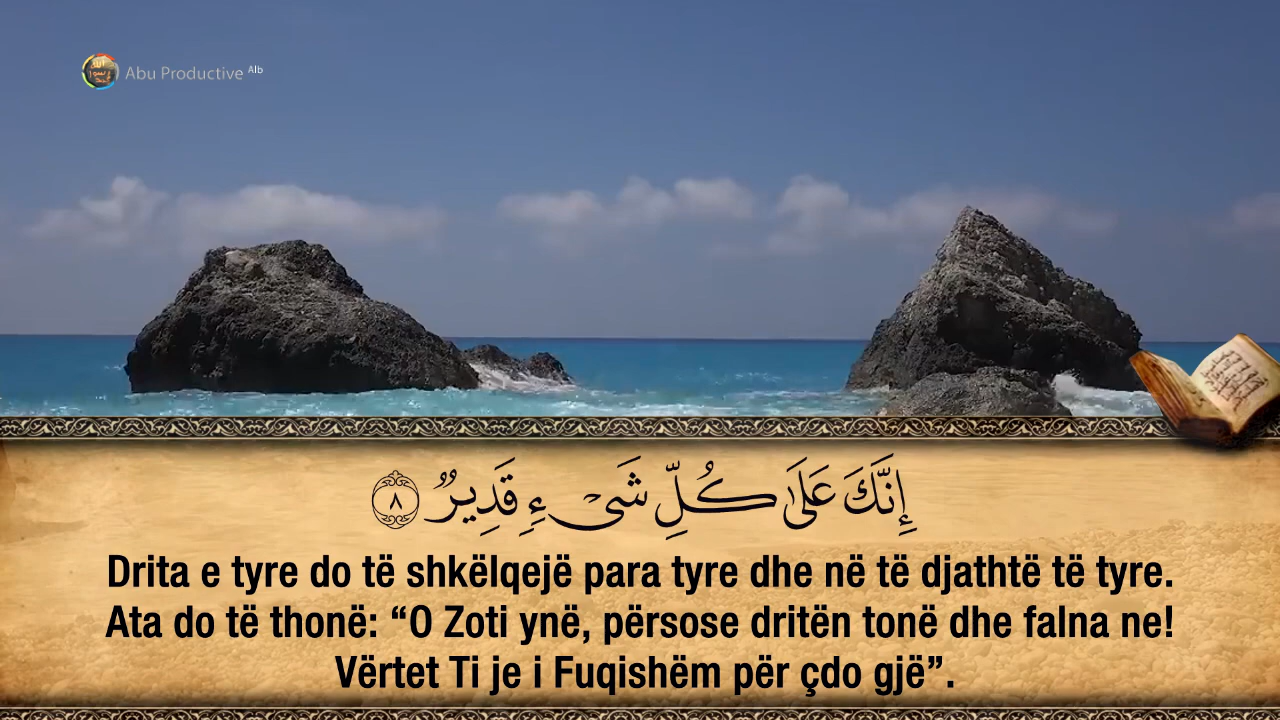 Abu Productive Alb
إِنَّكَ عَلَىٰ كُلِّ شَىْءٍ قَدِيرٌ ٨
Drita e tyre do të shkëlqejë para tyre dhe në të djathtë të tyre.
Ata do të thonë: “O Zoti ynë, përsose dritën tonë dhe falna ne!
Vërtet Ti je i Fuqishëm për çdo gjë”.